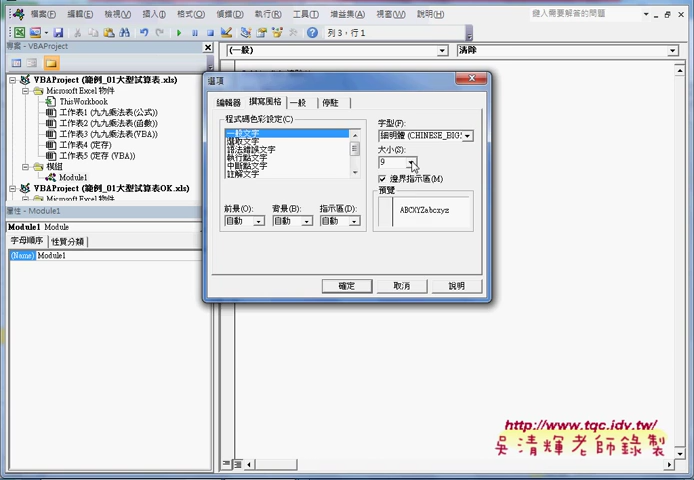 檔案(F) 編輯(E) 檢視(V) 插入(I) 格式(O) 偵錯(D) 執行(R) 工具(T) 增益集(A) 視窗(W) 說明(H) 鍵入需要解答的問題
列 3，行 1
專案 - VBAProject
(一般) 清除
VBAProject (範例_01大型試算表.xls)
Microsoft Excel 物件
ThisWorkbook
工作表1 (九九乘法表(公式))
工作表2 (九九乘法表(函數))
工作表3 (九九乘法表(VBA))
工作表4 (定存)
工作表5 (定存 (VBA))
模組
Module1
VBAProject (範例_01大型試算表OK.xls)
Microsoft Excel 物件
屬性 - Module1
Module1 Module
字母順序 性質分類
(Name) Module1
選項
編輯器 撰寫風格 一般 停駐
程式碼色彩設定(C)
一般文字
選取文字
語法錯誤文字
執行點文字
中斷點文字
註解文字
前景(O): 背景(B): 指示區(D):
自動 自動 自動
字型(F):
細明體 (CHINESE_BIG5
大小(S):
9
邊界指示區(M)
預覽
ABCXYZabcxyz
確定 取消 說明
http://www.tqc.idv.tw/
吳清輝老師錄製